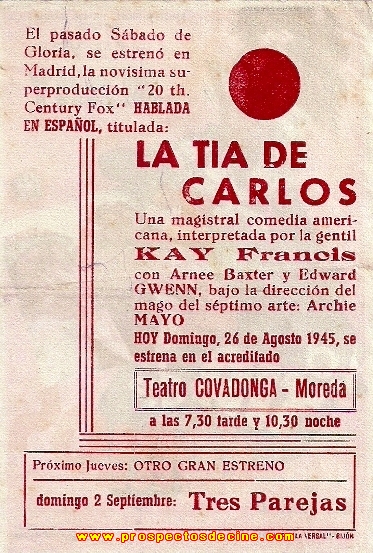 El pasado Sábado de
Gloria, se estrenó en
Madrid, la novisima su-
perproducción "20 th.
Century Fox" HABLADA
EN ESPAÑOL, titulada:
LA TIA DE
CARLOS
Una magistral comedia ameri-
cana, interpretada por la gentil
KAY Francis
con Arnee Baxter y Edward
GWENN, bajo la dirección del
mago del séptimo arte: Archie
MAYO
HOY Domingo, 26 de Agosto 1945, se
estrena en el acreditado
Teatro COVADONGA - Moreda
a las 7,30 tarde y 10,30 noche
Próximo Jueves: OTRO GRAN ESTRENO
domingo 2 Septiembre: Tres Parejas
VERSAL"-GIJÓN
www.prospectosdecine.com